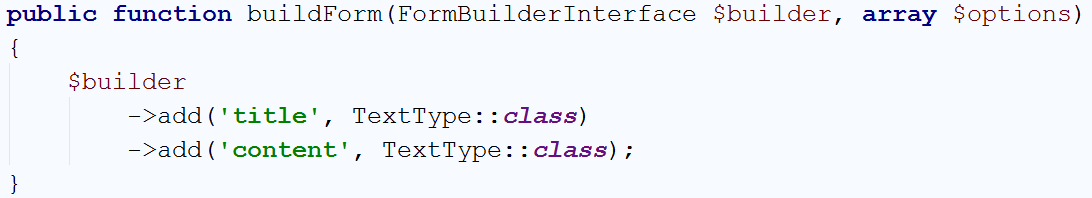 public function buildForm(FormBuilderInterface $builder, array $options)
{
    $builder
        ->add('title', TextType::class)
        ->add('content', TextType::class);
}